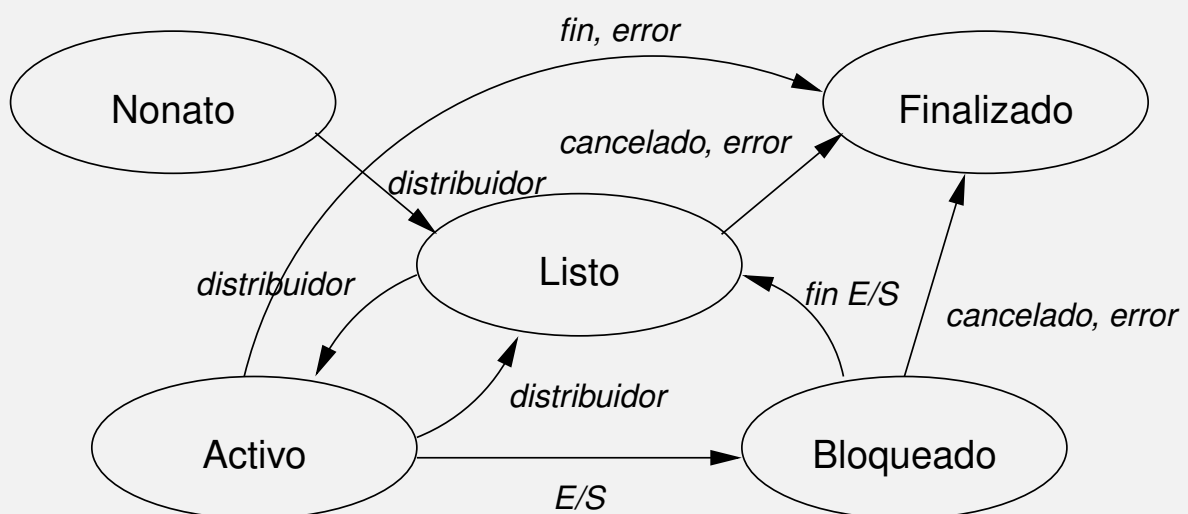 fin, error
Nonato
Finalizado
cancelado, error
distribuidor
Listo
distribuidor
fin E/S
cancelado, error
distribuidor
Activo
Bloqueado
E/S